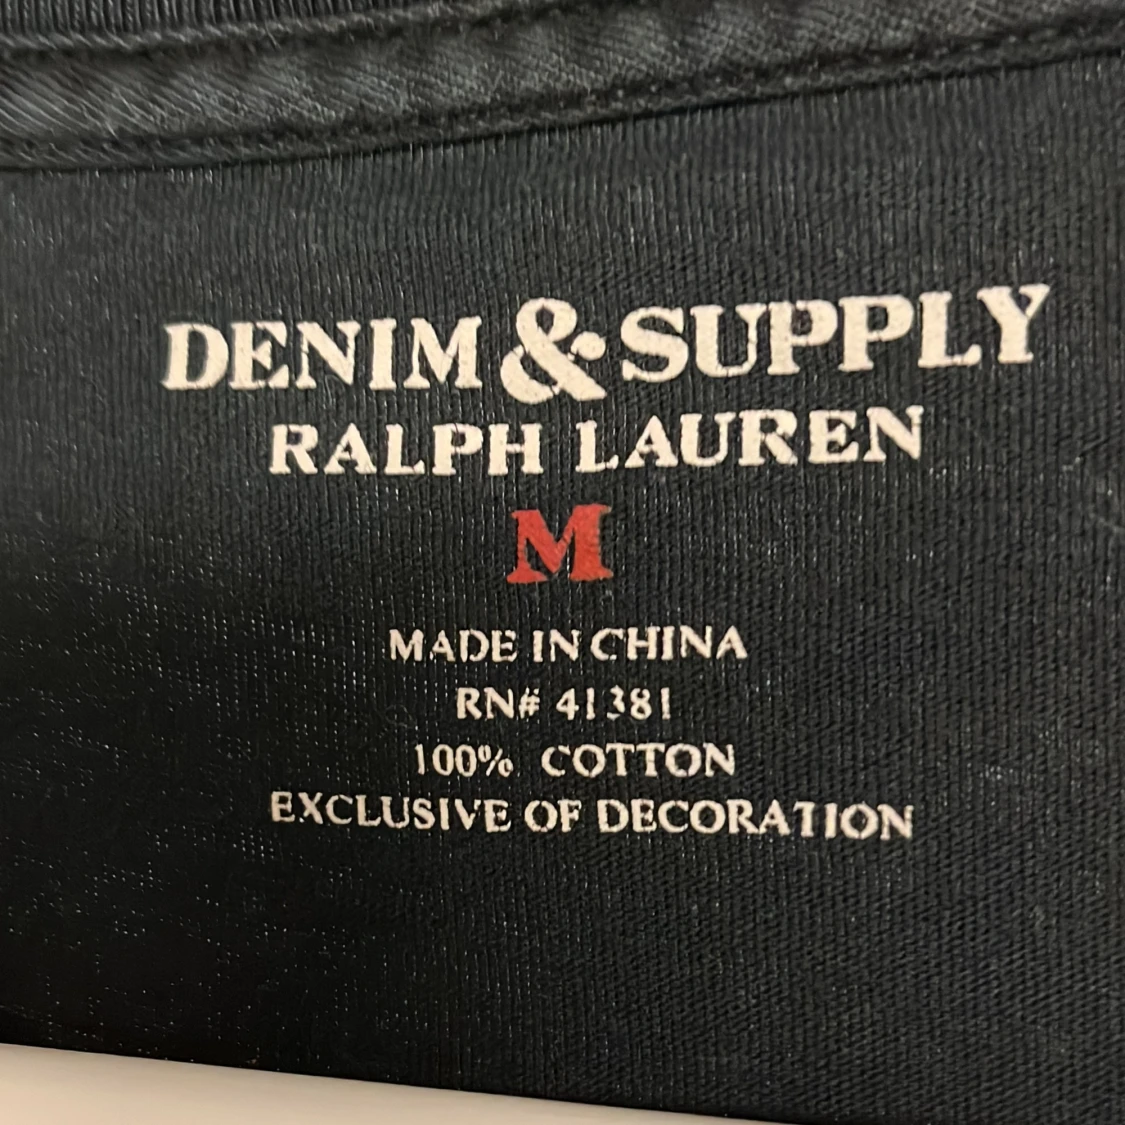 DENIM & SUPPLY
RALPH LAUREN
M
MADE IN CHINA
RN# 41381
100% COTTON
EXCLUSIVE OF DECORATION